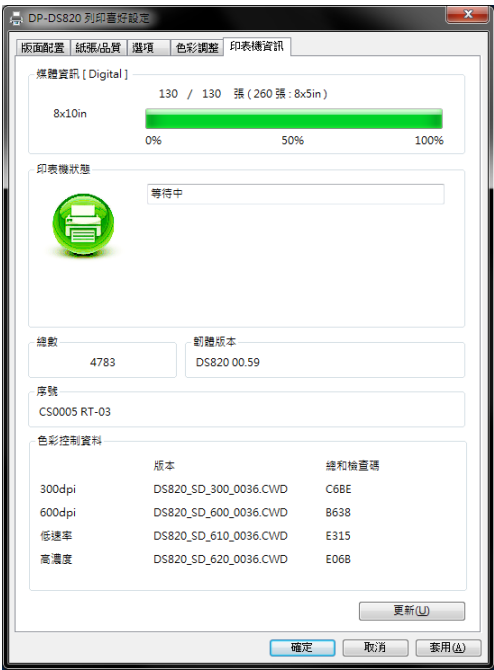 DP-DS820 列印喜好設定
版面配置 紙張/品質 選項 色彩調整 印表機資訊
媒體資訊 [ Digital ]
130 / 130 張 ( 260 張 : 8x5in )
8x10in
0% 50% 100%
印表機狀態
等待中
總數 韌體版本
4783 DS820 00.59
序號
CS0005 RT-03
色彩控制資料
版本 總和檢查碼
300dpi DS820_SD_300_0036.CWD C6BE
600dpi DS820_SD_600_0036.CWD B638
低速率 DS820_SD_610_0036.CWD E315
高濃度 DS820_SD_620_0036.CWD E06B
更新(U)
確定 取消 套用(A)